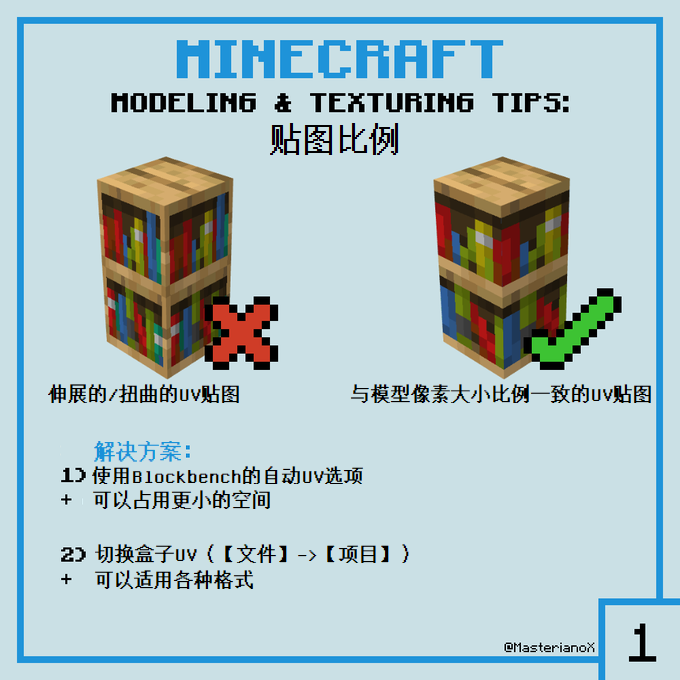 MINECRAFT
MODELING & TEXTURING TIPS:
贴图比例
伸展的/扭曲的UV贴图
与模型像素大小比例一致的UV贴图
解决方案:
1) 使用Blockbench的自动UV选项
+ 可以占用更小的空间
2) 切换盒子UV（【文件】->【项目】）
+ 可以适用各种格式
@MasterianoX
1